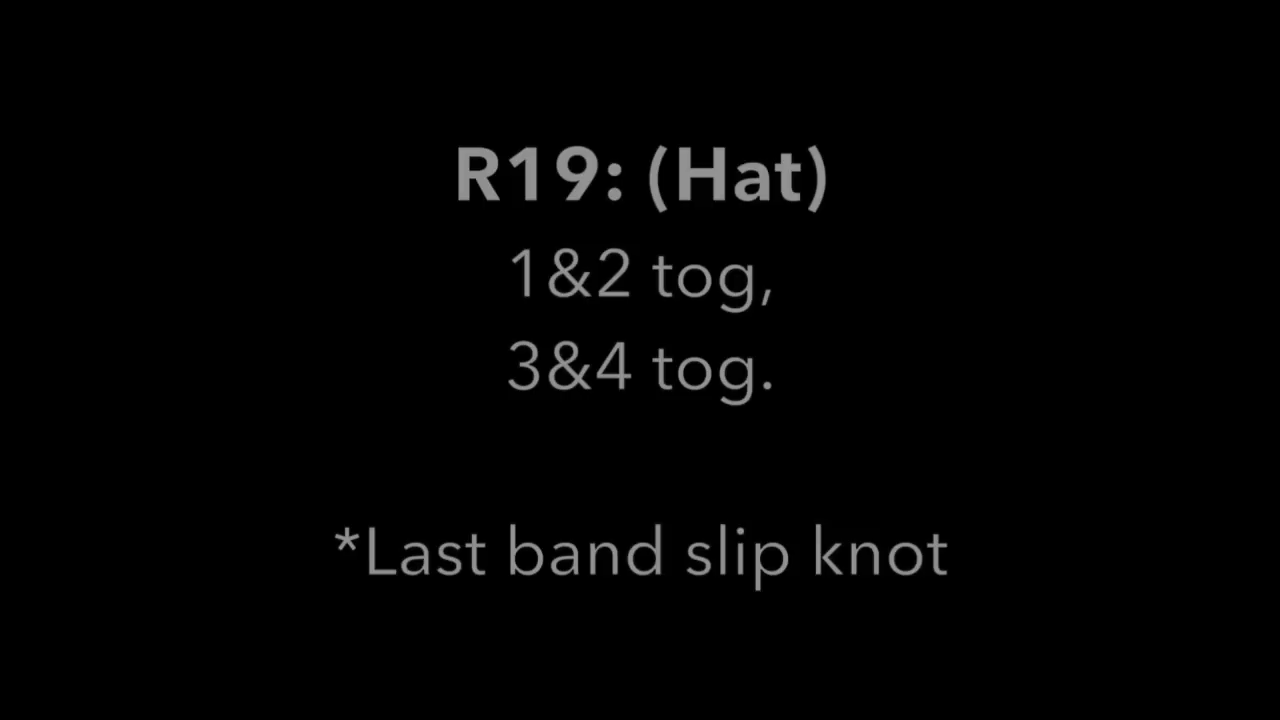 R19: (Hat)
1&2 tog,
3&4 tog.
*Last band slip knot